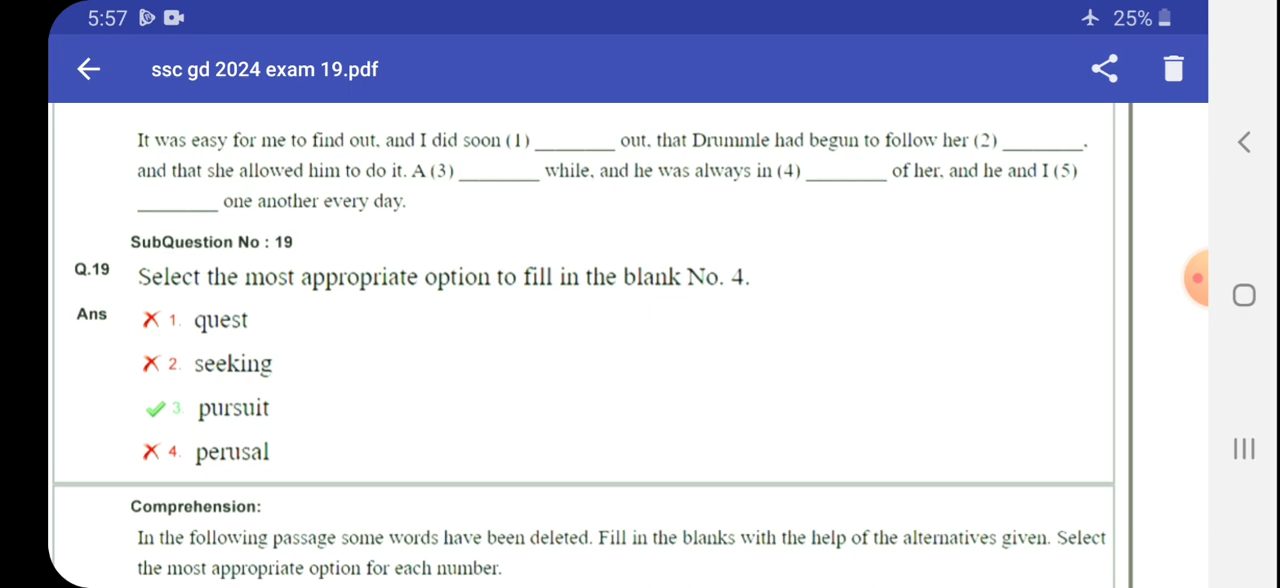 5:57 25%
ssc gd 2024 exam 19.pdf
It was easy for me to find out, and I did soon (1) ________ out, that Drummle had begun to follow her (2) ________,
and that she allowed him to do it. A (3) ________ while, and he was always in (4) ________ of her, and he and I (5)
________ one another every day.
SubQuestion No : 19
Q.19 Select the most appropriate option to fill in the blank No. 4.
Ans 1. quest
2. seeking
3. pursuit
4. perusal
Comprehension:
In the following passage some words have been deleted. Fill in the blanks with the help of the alternatives given. Select
the most appropriate option for each number.